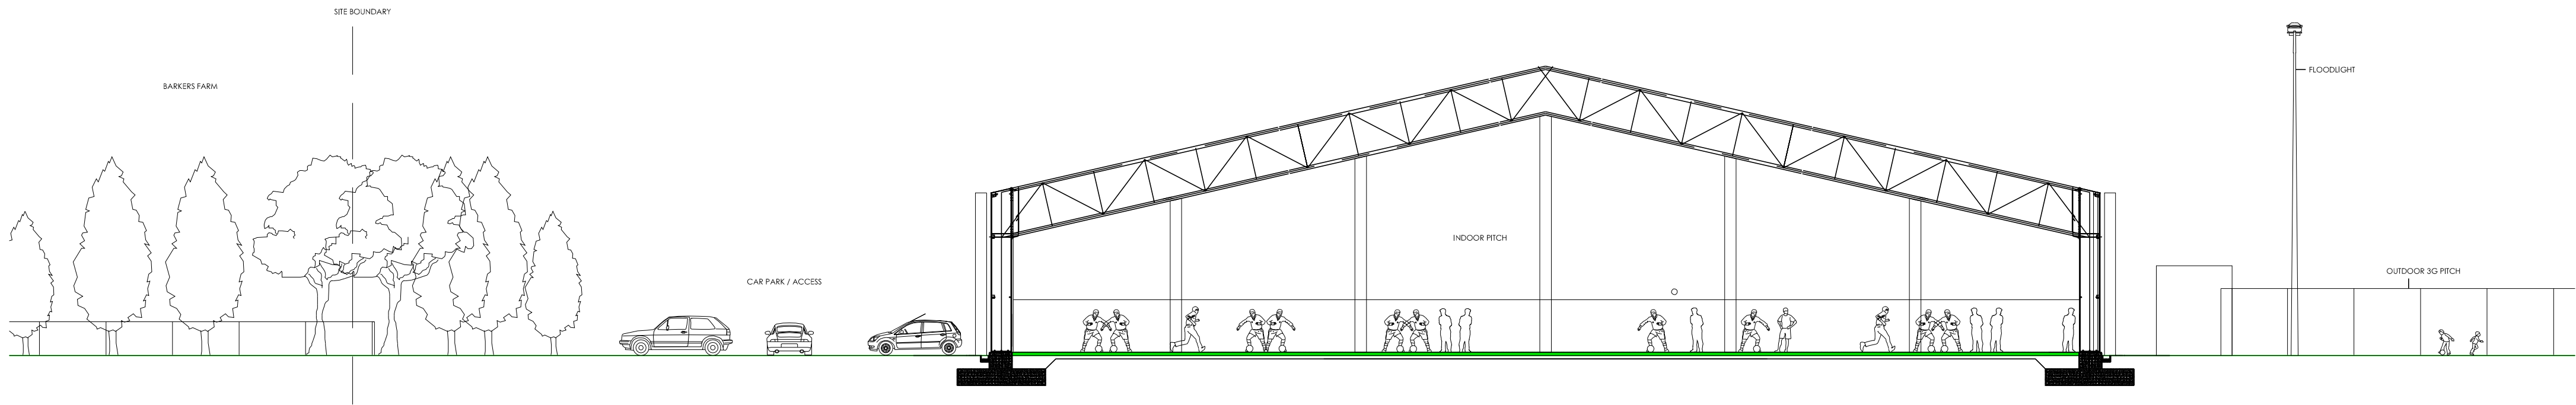 SITE BOUNDARY
BARKERS FARM
FLOODLIGHT
INDOOR PITCH
OUTDOOR 3G PITCH
CAR PARK / ACCESS